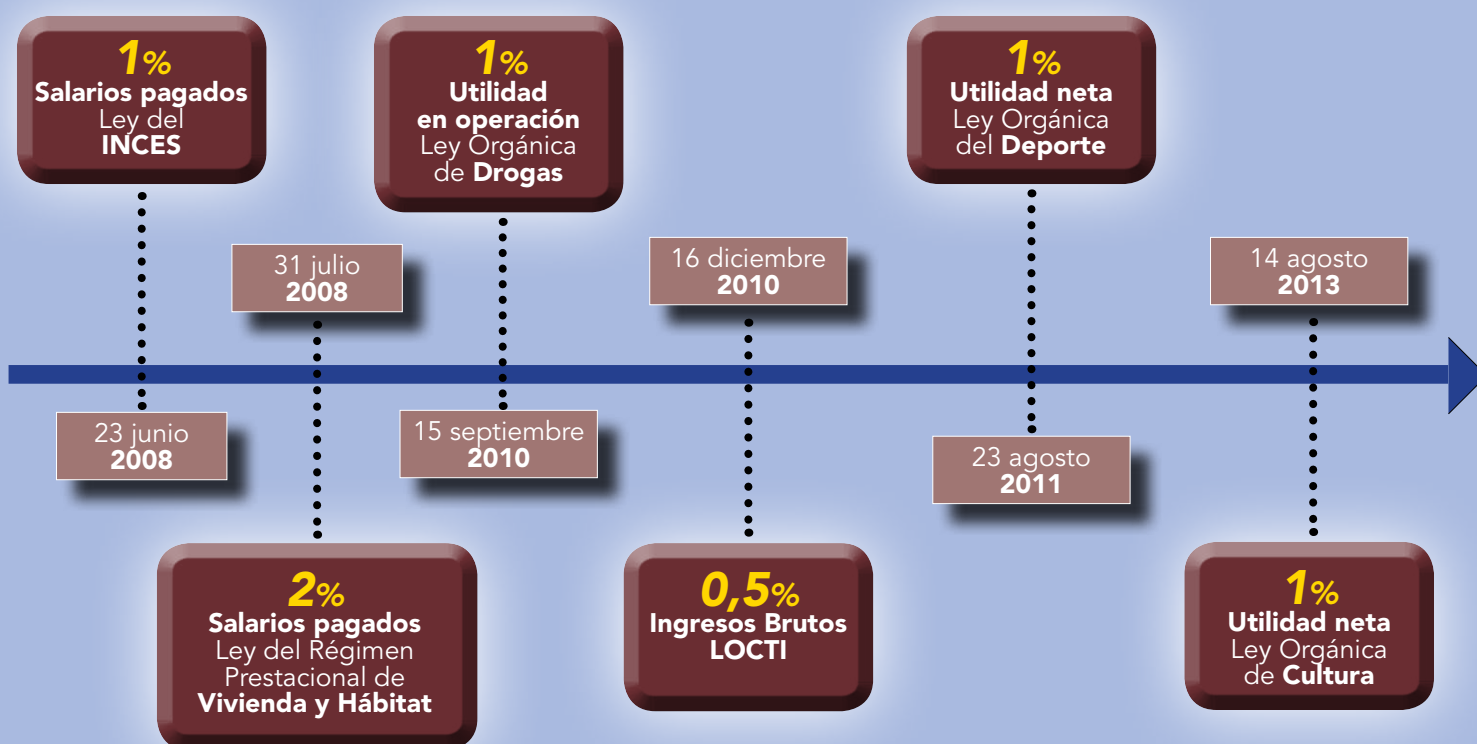 1%
Salarios pagados
Ley del
INCES
1%
Utilidad
en operación
Ley Orgánica
de Drogas
1%
Utilidad neta
Ley Orgánica
del Deporte
31 julio
2008
16 diciembre
2010
14 agosto
2013
23 junio
2008
15 septiembre
2010
23 agosto
2011
2%
Salarios pagados
Ley del Régimen
Prestacional de
Vivienda y Hábitat
0,5%
Ingresos Brutos
LOCTI
1%
Utilidad neta
Ley Orgánica
de Cultura